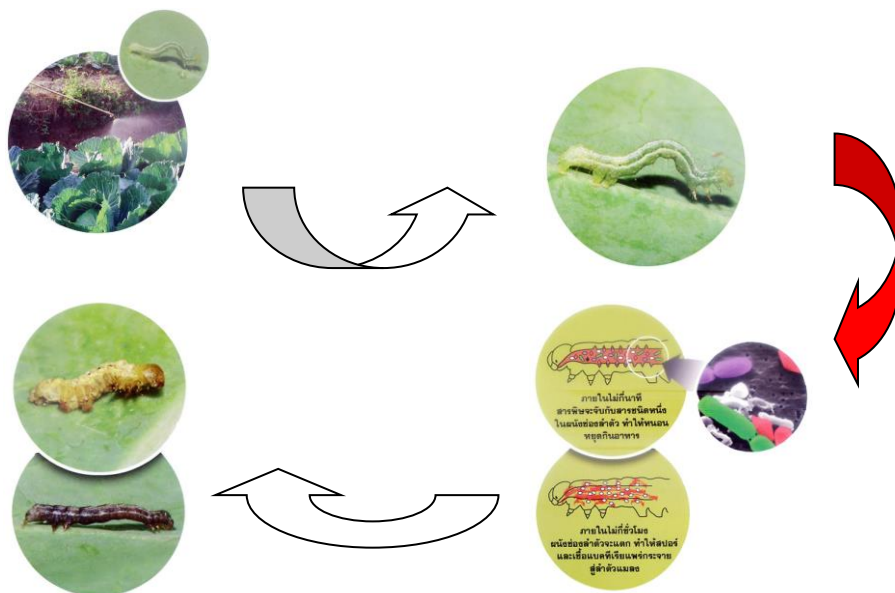 ภายในไม่กี่นาที
สารพิษจะจับกับสารชนิดหนึ่ง
ในผนังช่องลำตัว ทำให้หนอน
หยุดกินอาหาร
ภายในไม่กี่ชั่วโมง
ผนังช่องลำตัวจะแตก ทำให้สปอร์
และเชื้อแบคทีเรียแพร่กระจาย
สู่ลำตัวแมลง